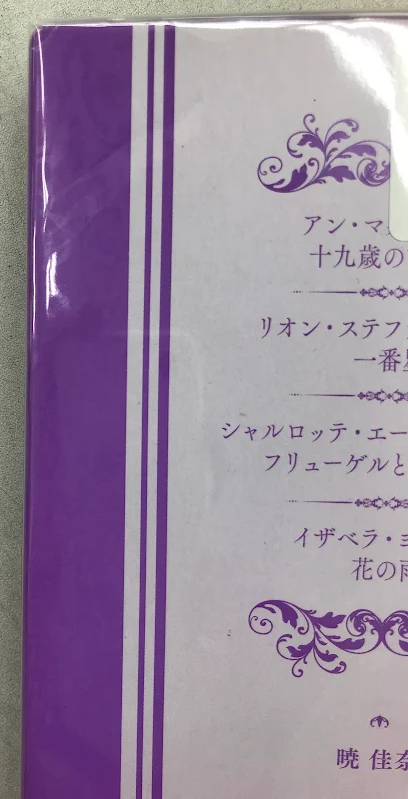 アン・マ
十九歳の
リオン・ステフ
一番
シャルロッテ・エー
フリューゲルと
イザベラ・ヨ
花の雨
暁 佳奈